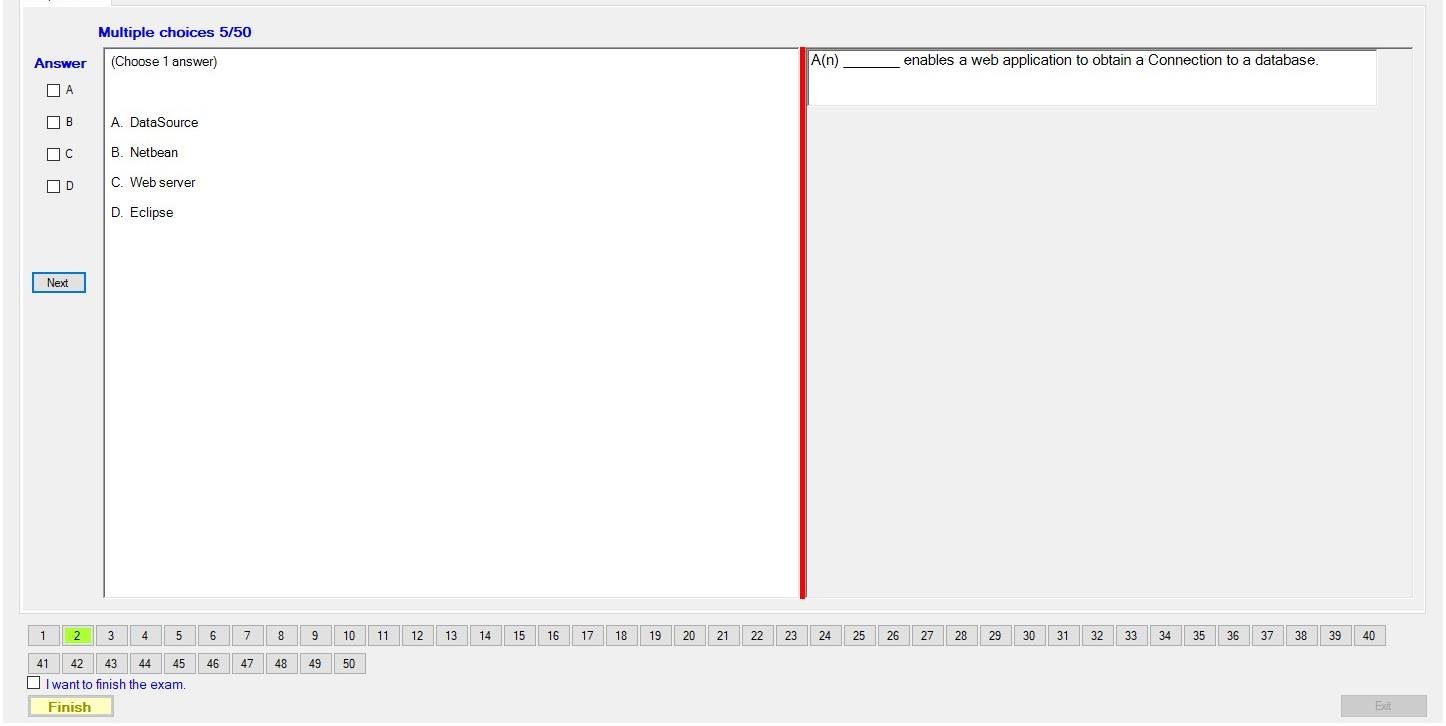 Multiple choices 5/50
Answer
(Choose 1 answer)
A(n) _______ enables a web application to obtain a Connection to a database.
A
B
C
D
A. DataSource
B. Netbean
C. Web server
D. Eclipse
Next
1 2 3 4 5 6 7 8 9 10 11 12 13 14 15 16 17 18 19 20 21 22 23 24 25 26 27 28 29 30 31 32 33 34 35 36 37 38 39 40
41 42 43 44 45 46 47 48 49 50
I want to finish the exam.
Finish
Exit